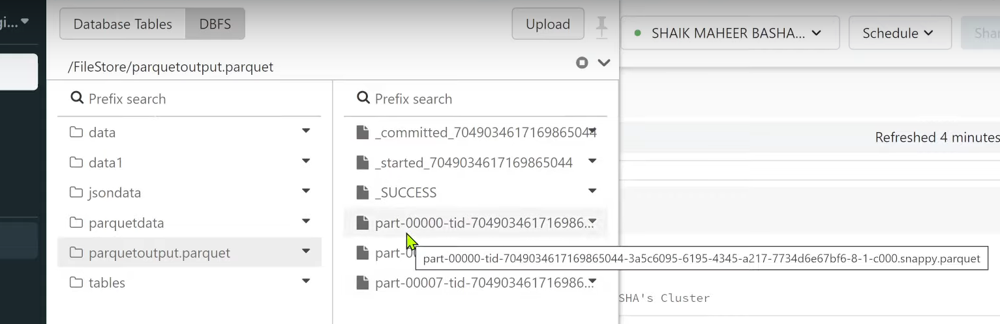 gi...
Database Tables
DBFS
Upload
SHAIK MAHEER BASHA...
Schedule
/FileStore/parquetoutput.parquet
Prefix search
Prefix search
data
_committed_7049034617169865044
data1
_started_7049034617169865044
Refreshed 4 minutes
jsondata
_SUCCESS
parquetdata
part-00000-tid-704903461716986...
parquetoutput.parquet
part-0
part-00000-tid-7049034617169865044-3a5c6095-6195-4345-a217-7734d6e67bf6-8-1-c000.snappy.parquet
tables
part-00007-tid-704903461716986...
SHA's Cluster